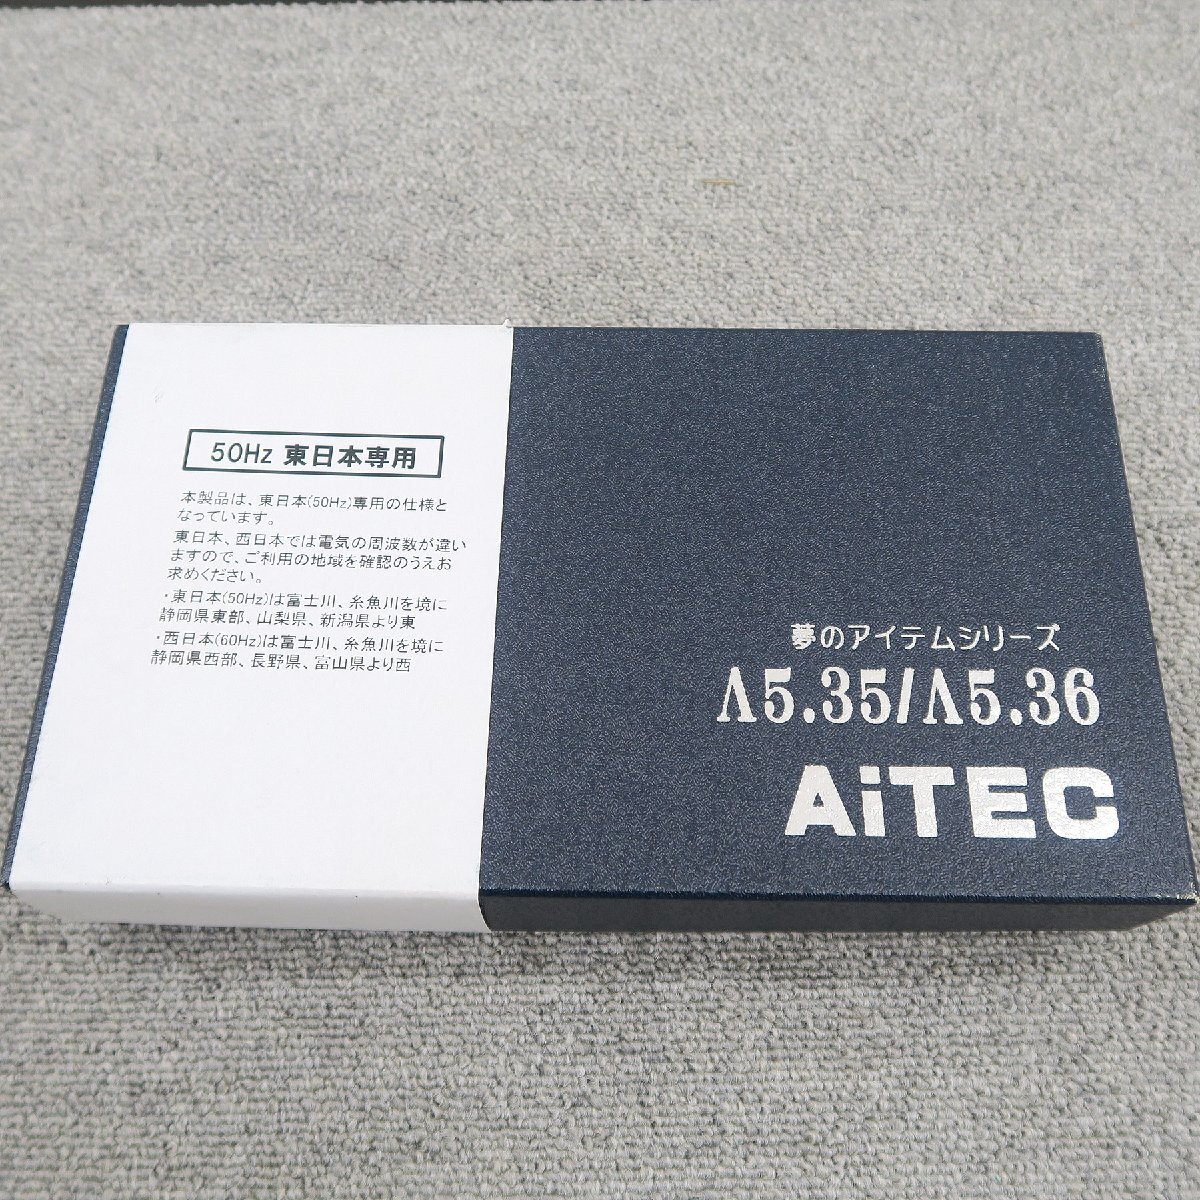 50Hz 東日本専用
本製品は、東日本(50Hz)専用の仕様と
なっています。
東日本、西日本では電気の周波数が違い
ますので、ご利用の地域を確認のうえお
求めください。
・東日本(50Hz)は富士川、糸魚川を境に
静岡県東部、山梨県、新潟県より東
・西日本(60Hz)は富士川、糸魚川を境に
静岡県西部、長野県、富山県より西
夢のアイテムシリーズ
Λ5.35/Λ5.36
AiTEC